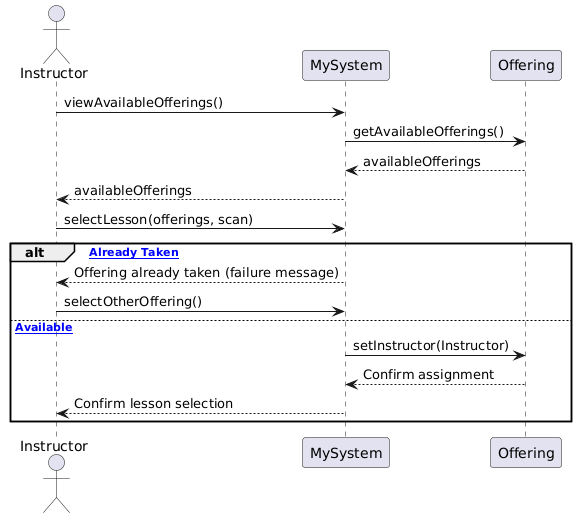 Instructor
MySystem
Offering
viewAvailableOfferings()
getAvailableOfferings()
availableOfferings
availableOfferings
selectLesson(offerings, scan)
alt
Already Taken
Offering already taken (failure message)
selectOtherOffering()
Available
setInstructor(Instructor)
Confirm assignment
Confirm lesson selection
Instructor
MySystem
Offering